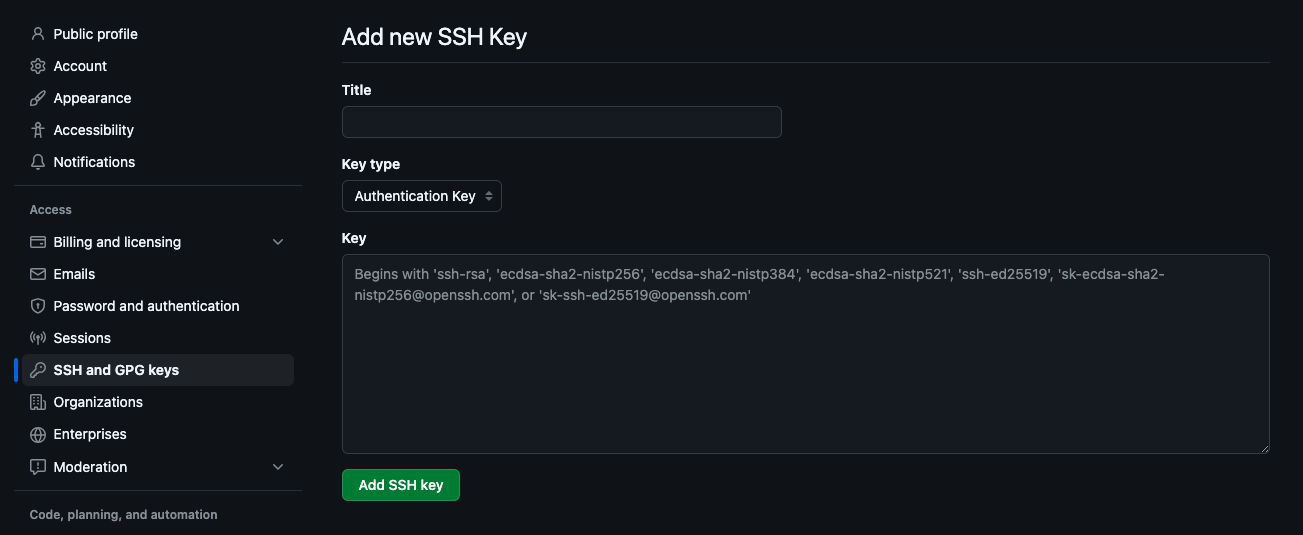 Public profile
Account
Appearance
Accessibility
Notifications
Access
Billing and licensing
Emails
Password and authentication
Sessions
SSH and GPG keys
Organizations
Enterprises
Moderation
Code, planning, and automation
Add new SSH Key
Title
Key type
Authentication Key
Key
Begins with 'ssh-rsa', 'ecdsa-sha2-nistp256', 'ecdsa-sha2-nistp384', 'ecdsa-sha2-nistp521', 'ssh-ed25519', 'sk-ecdsa-sha2-
nistp256@openssh.com', or 'sk-ssh-ed25519@openssh.com'
Add SSH key